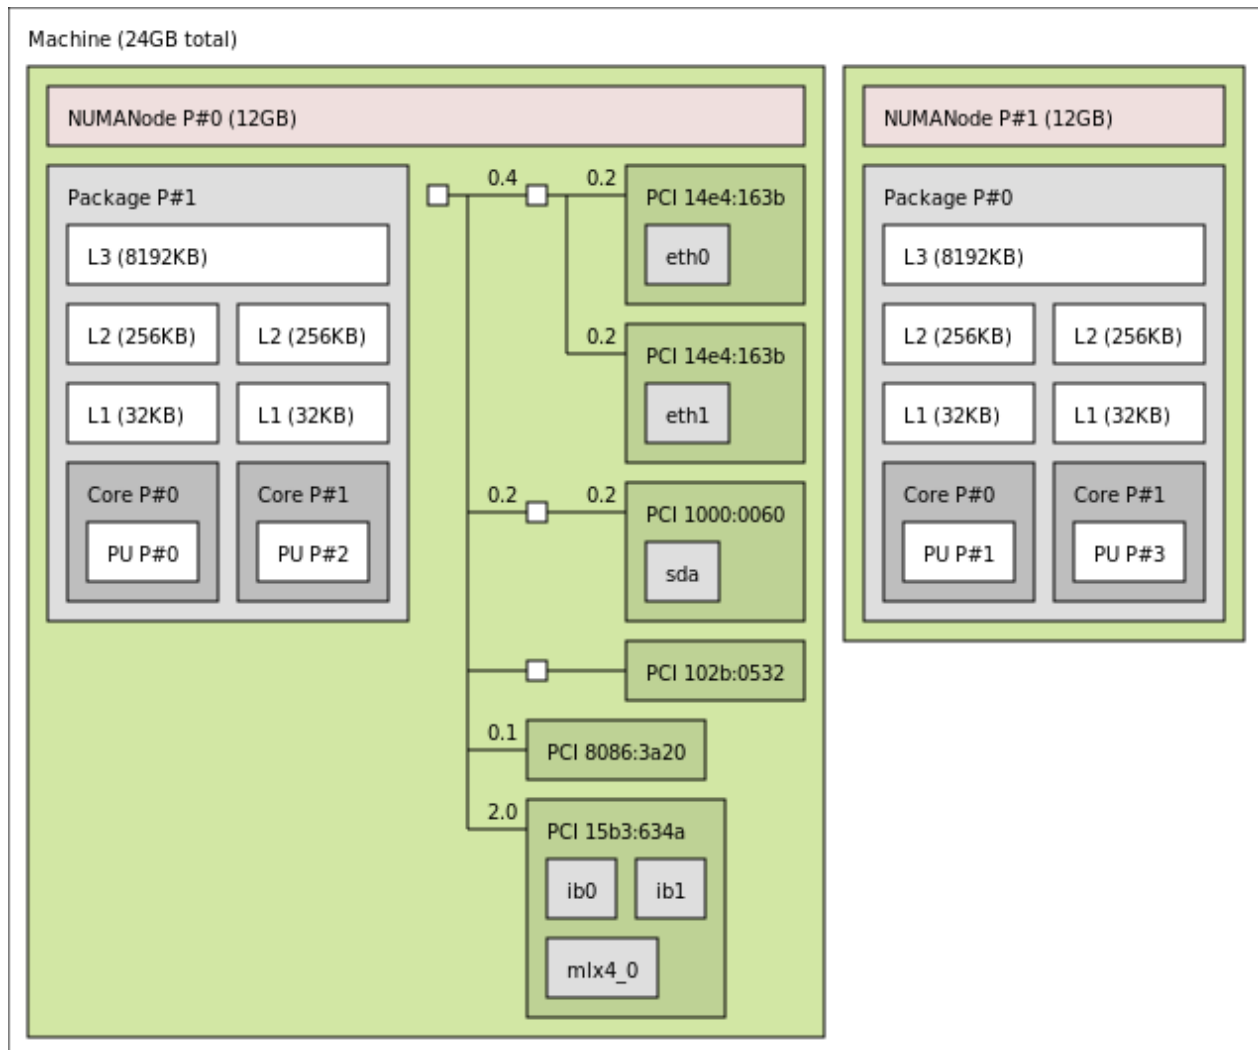 Machine (24GB total)
NUMANode P#0 (12GB)
Package P#1
L3 (8192KB)
L2 (256KB)
L2 (256KB)
L1 (32KB)
L1 (32KB)
Core P#0
PU P#0
Core P#1
PU P#2
0.4
0.2
PCI 14e4:163b
eth0
0.2
PCI 14e4:163b
eth1
0.2
0.2
PCI 1000:0060
sda
PCI 102b:0532
0.1
PCI 8086:3a20
2.0
PCI 15b3:634a
ib0
ib1
mlx4_0
NUMANode P#1 (12GB)
Package P#0
L3 (8192KB)
L2 (256KB)
L2 (256KB)
L1 (32KB)
L1 (32KB)
Core P#0
PU P#1
Core P#1
PU P#3